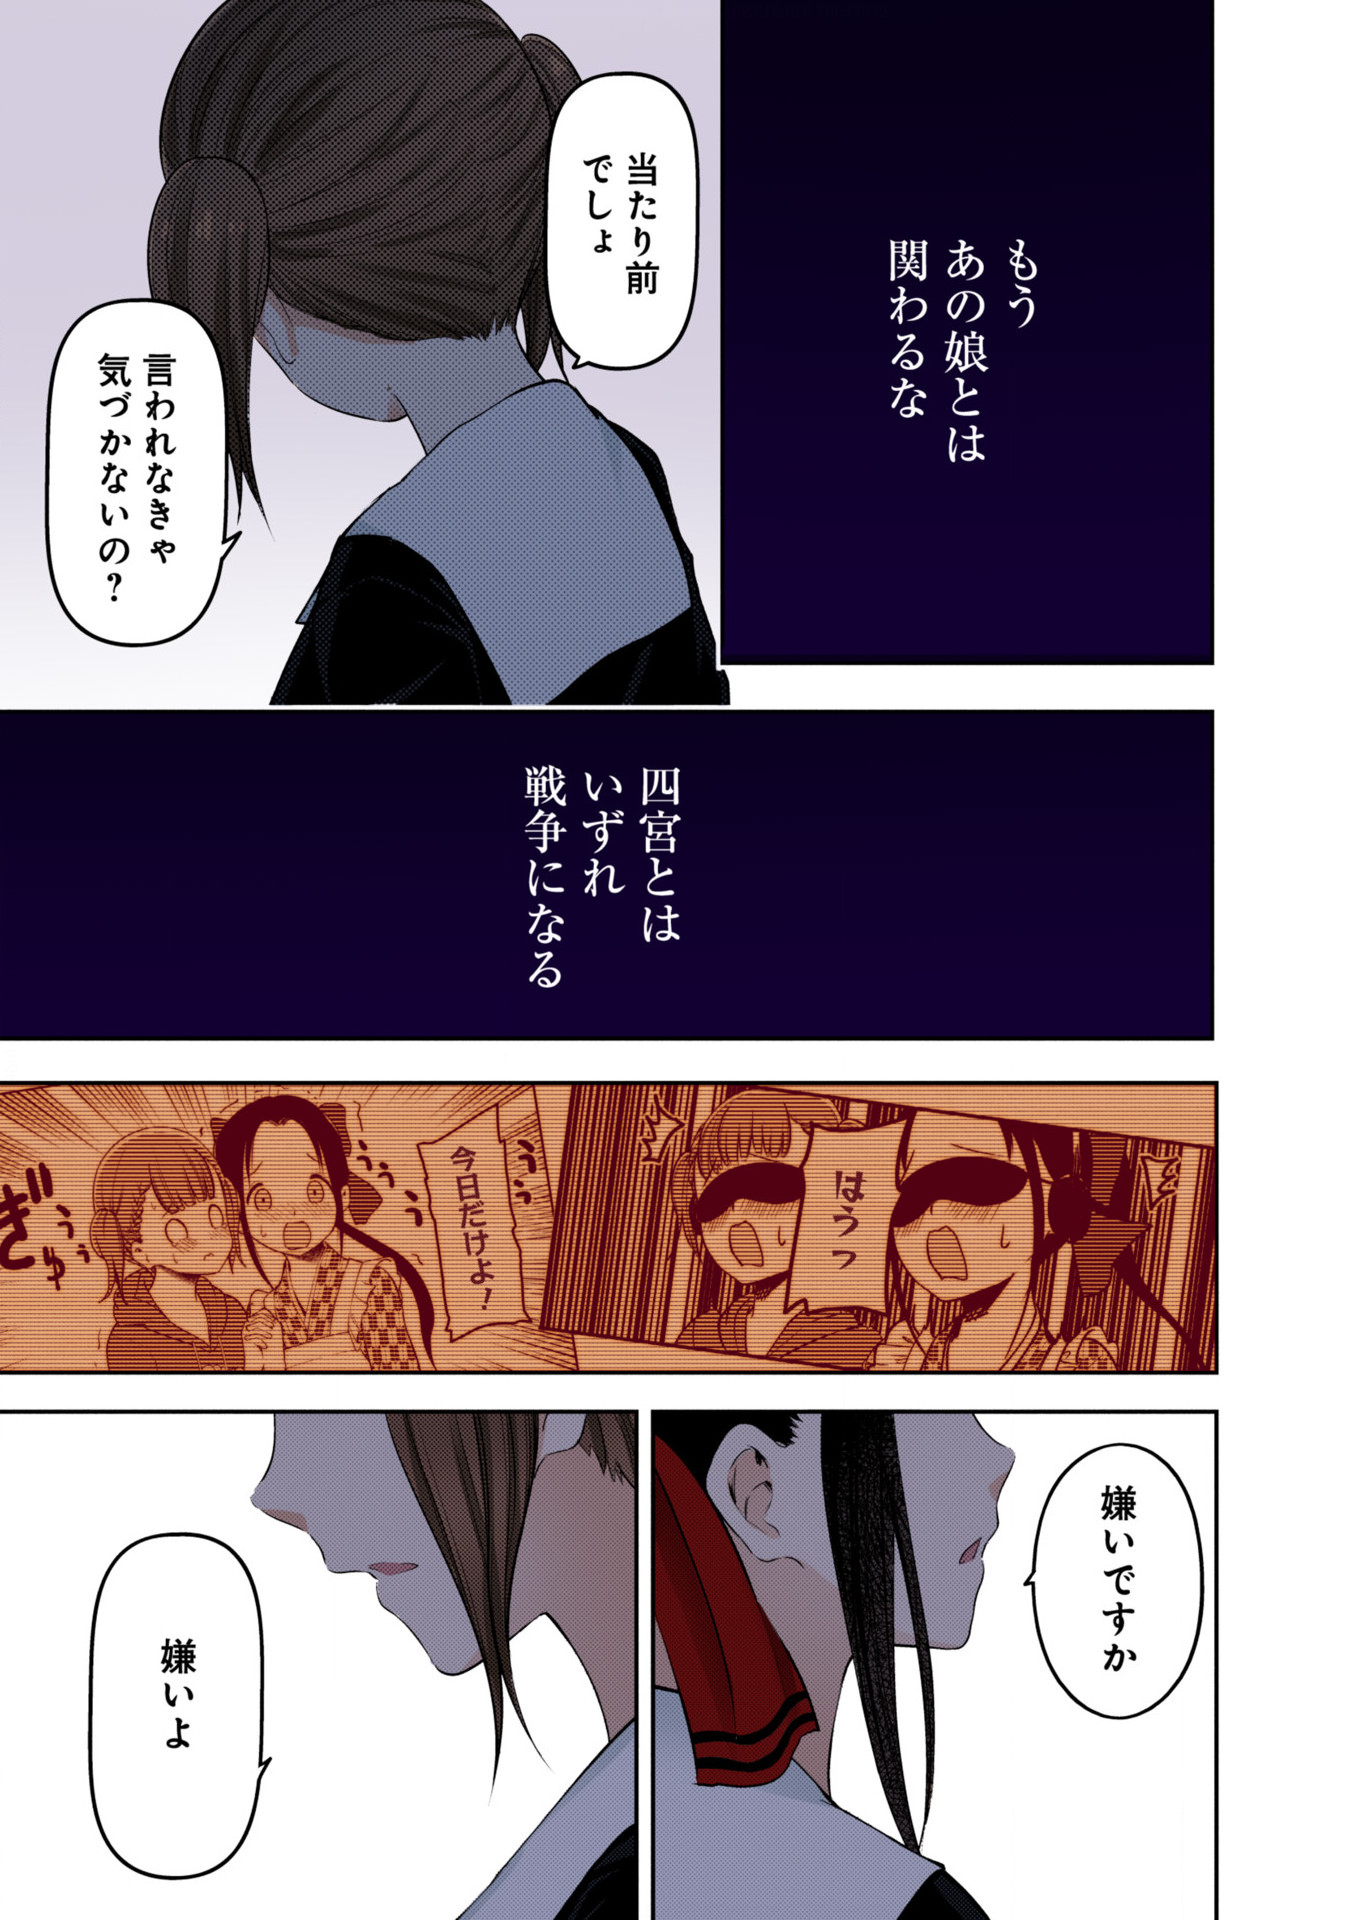 もう
あの娘とは
関わるな
当たり前
でしょ
言われなきゃ
気づかないの?
四宮とは
いずれ
戦争になる
はうっ
うぅぅ
今日だけよ!
うぅぅ
ぎゅうぅ
嫌いですか
嫌いよ